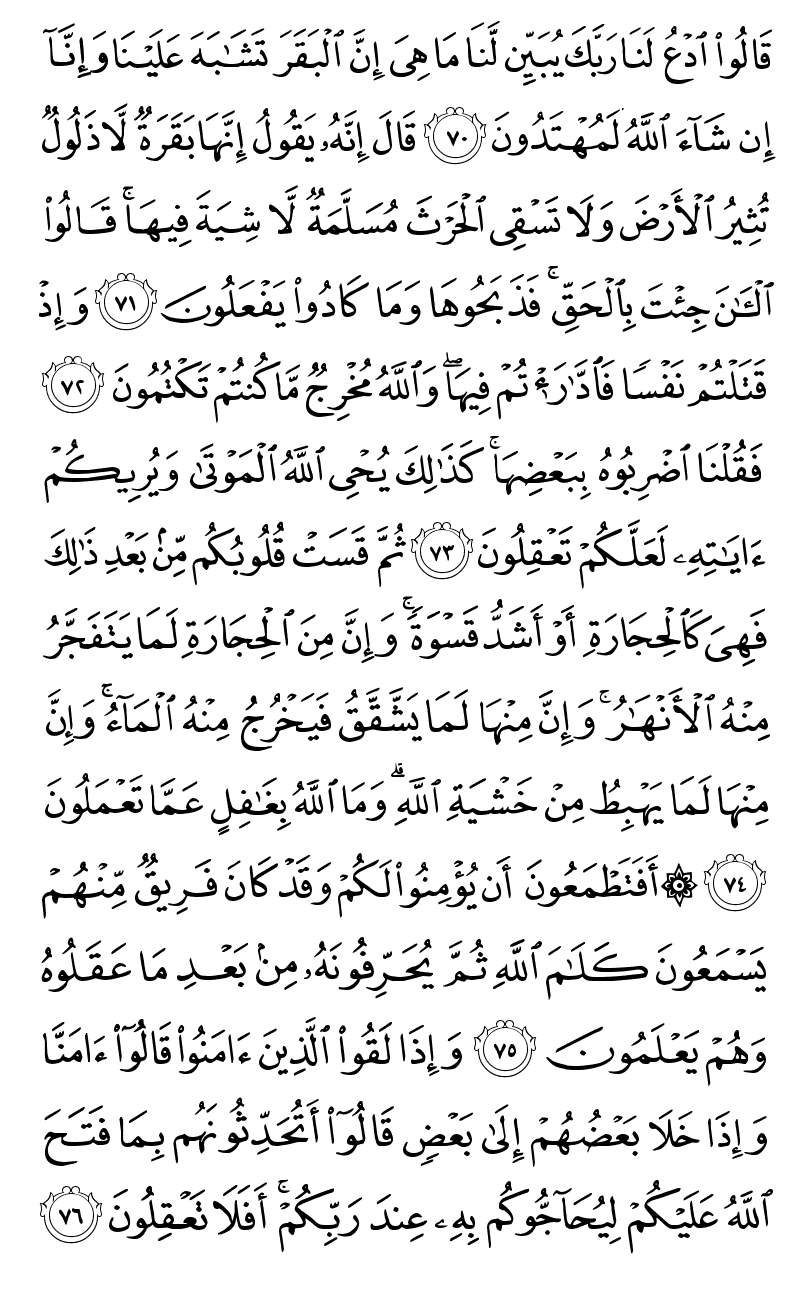 قَالُوا۟ ٱدْعُ لَنَا رَبَّكَ يُبَيِّن لَّنَا مَا هِىَ إِنَّ ٱلْبَقَرَ تَشَـٰبَهَ عَلَيْنَا وَإِنَّآ
إِن شَآءَ ٱللَّهُ لَمُهْتَدُونَ ٧٠ قَالَ إِنَّهُۥ يَقُولُ إِنَّهَا بَقَرَةٌ لَّا ذَلُولٌ
تُثِيرُ ٱلْأَرْضَ وَلَا تَسْقِى ٱلْحَرْثَ مُسَلَّمَةٌ لَّا شِيَةَ فِيهَا ۚ قَالُوا۟
ٱلْـَٔـٰنَ جِئْتَ بِٱلْحَقِّ ۚ فَذَبَحُوهَا وَمَا كَادُوا۟ يَفْعَلُونَ ٧١ وَإِذْ
قَتَلْتُمْ نَفْسًا فَٱدَّٰرَْٰٔتُمْ فِيهَا ۖ وَٱللَّهُ مُخْرِجٌ مَّا كُنتُمْ تَكْتُمُونَ ٧٢
فَقُلْنَا ٱضْرِبُوهُ بِبَعْضِهَا ۚ كَذَٰلِكَ يُحْىِ ٱللَّهُ ٱلْمَوْتَىٰ وَيُرِيكُمْ
ءَايَـٰتِهِۦ لَعَلَّكُمْ تَعْقِلُونَ ٧٣ ثُمَّ قَسَتْ قُلُوبُكُم مِّنۢ بَعْدِ ذَٰلِكَ
فَهِىَ كَٱلْحِجَارَةِ أَوْ أَشَدُّ قَسْوَةً ۚ وَإِنَّ مِنَ ٱلْحِجَارَةِ لَمَا يَتَفَجَّرُ
مِنْهُ ٱلْأَنْهَـٰرُ ۚ وَإِنَّ مِنْهَا لَمَا يَشَّقَّقُ فَيَخْرُجُ مِنْهُ ٱلْمَآءُ ۚ وَإِنَّ
مِنْهَا لَمَا يَهْبِطُ مِنْ خَشْيَةِ ٱللَّهِ ۗ وَمَا ٱللَّهُ بِغَـٰفِلٍ عَمَّا تَعْمَلُونَ
٧٤ ۞ أَفَتَطْمَعُونَ أَن يُؤْمِنُوا۟ لَكُمْ وَقَدْ كَانَ فَرِيقٌ مِّنْهُمْ
يَسْمَعُونَ كَلَـٰمَ ٱللَّهِ ثُمَّ يُحَرِّفُونَهُۥ مِنۢ بَعْدِ مَا عَقَلُوهُ
وَهُمْ يَعْلَمُونَ ٧٥ وَإِذَا لَقُوا۟ ٱلَّذِينَ ءَامَنُوا۟ قَالُوٓا۟ ءَامَنَّا
وَإِذَا خَلَا بَعْضُهُمْ إِلَىٰ بَعْضٍ قَالُوٓا۟ أَتُحَدِّثُونَهُم بِمَا فَتَحَ
ٱللَّهُ عَلَيْكُمْ لِيُحَآجُّوكُم بِهِۦ عِندَ رَبِّكُمْ ۚ أَفَلَا تَعْقِلُونَ ٧٦